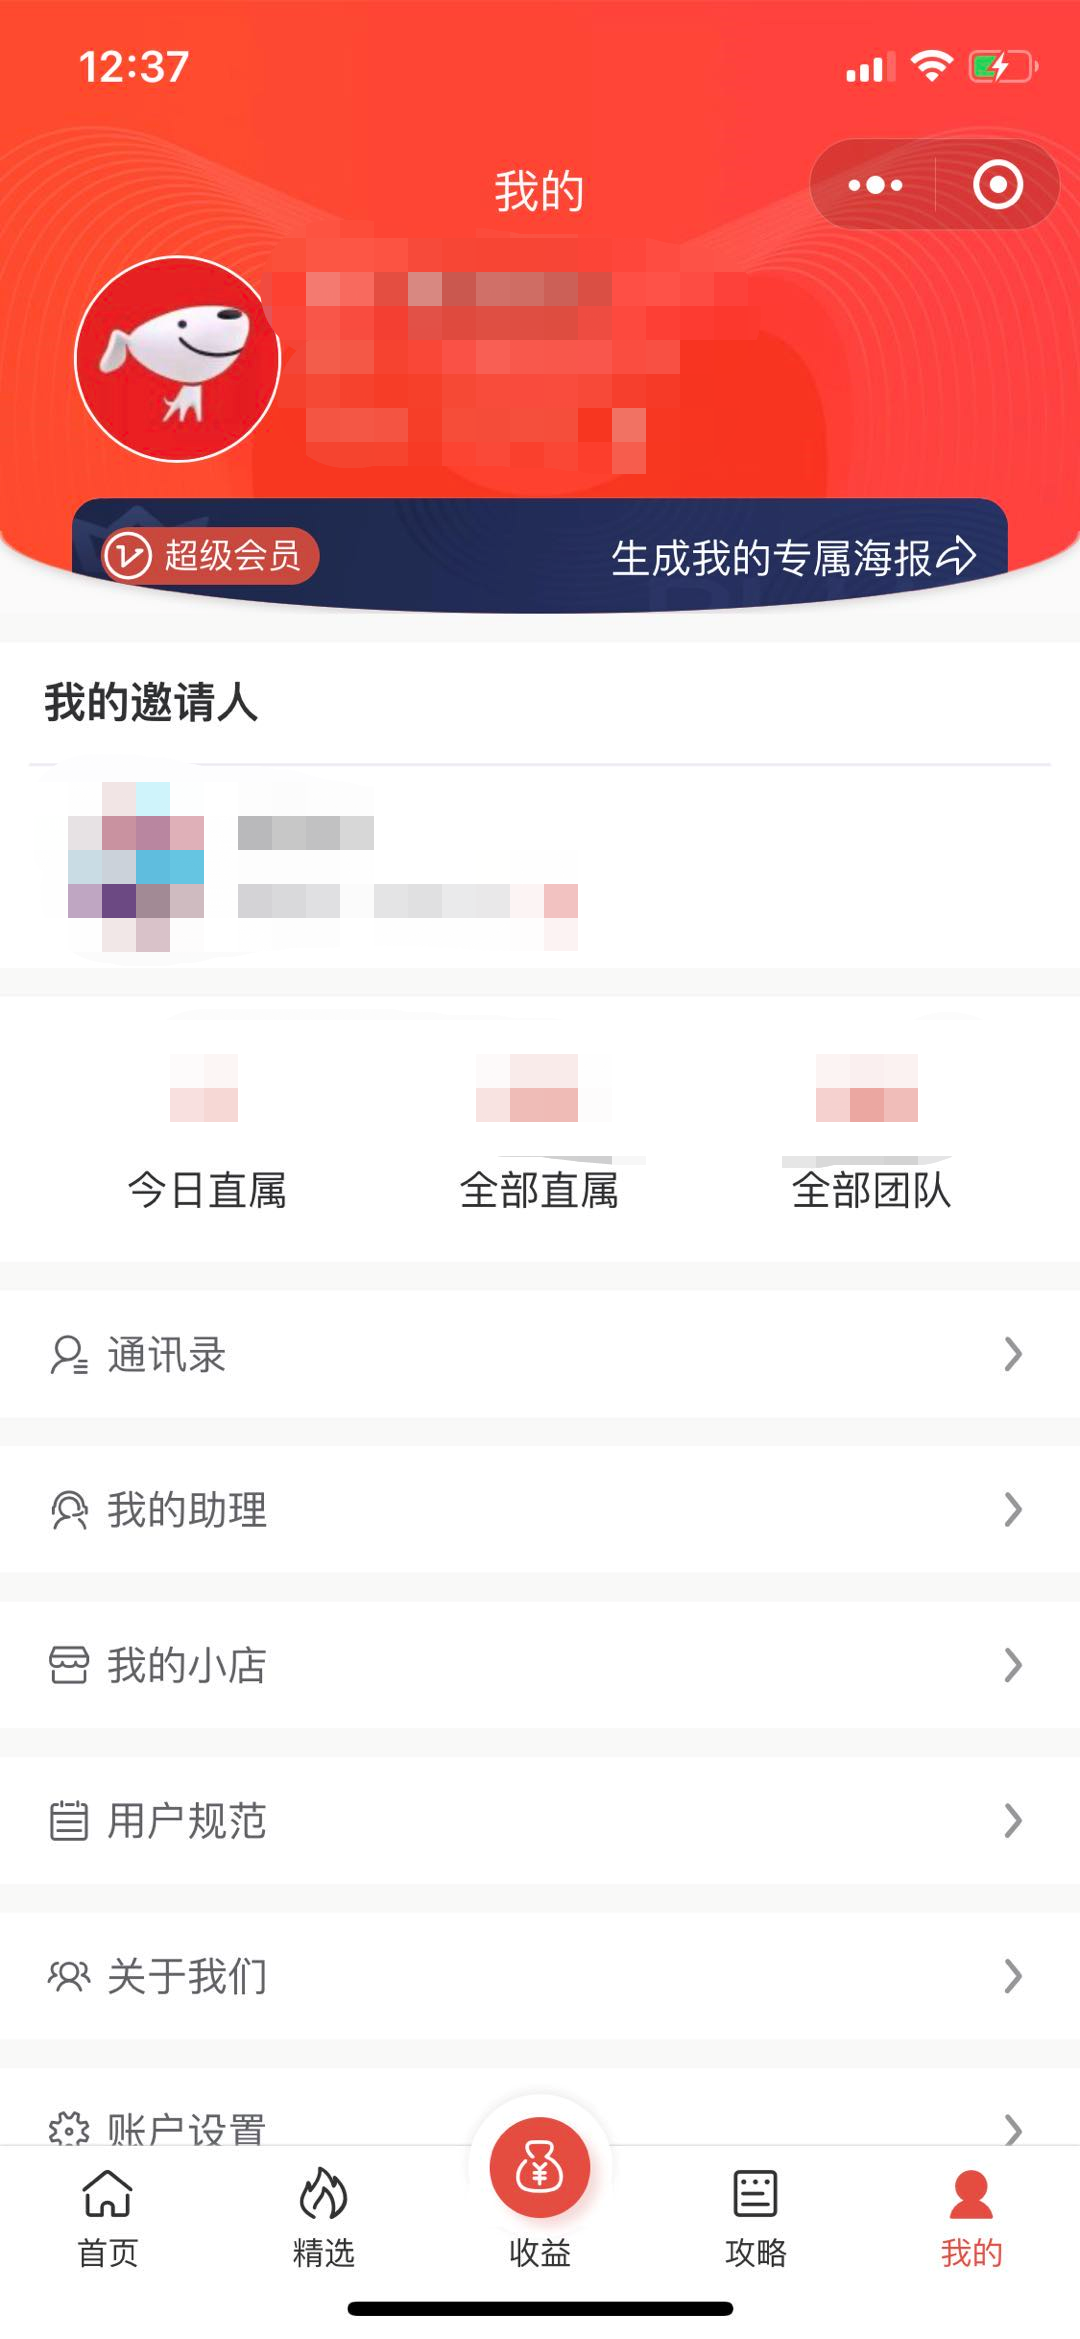 12:37
我的
超级会员
生成我的专属海报
我的邀请人
今日直属
全部直属
全部团队
通讯录
我的助理
我的小店
用户规范
关于我们
账户设置
首页
精选
收益
攻略
我的